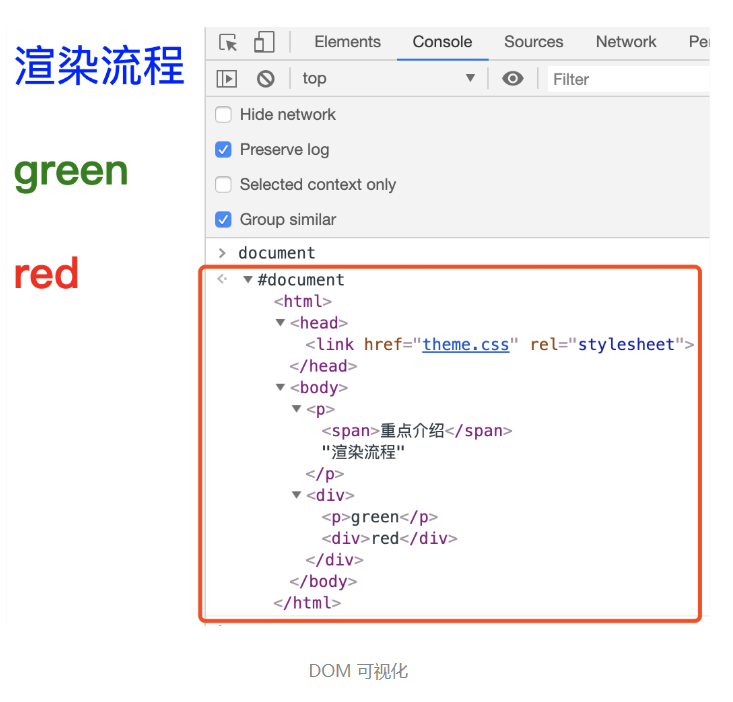 渲染流程
green
red
Elements Console Sources Network
top Filter
Hide network
Preserve log
Selected context only
Group similar
document
#document
<html>
<head>
<link href="theme.css" rel="stylesheet">
</head>
<body>
<p>
<span>重点介绍</span>
"渲染流程"
</p>
<div>
<p>green</p>
<div>red</div>
</div>
</body>
</html>
DOM 可视化